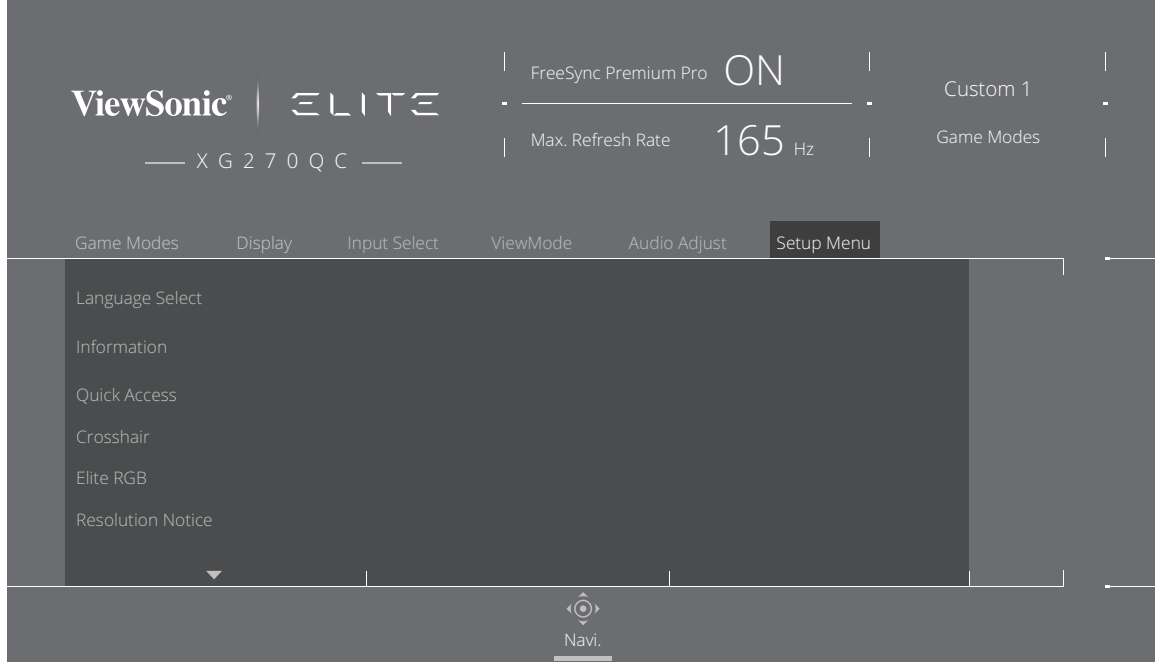 ViewSonic® ELITE
XG270QC
FreeSync Premium Pro ON
Max. Refresh Rate 165 Hz
Custom 1
Game Modes
Game Modes Display Input Select ViewMode Audio Adjust Setup Menu
Language Select
Information
Quick Access
Crosshair
Elite RGB
Resolution Notice
Navi.